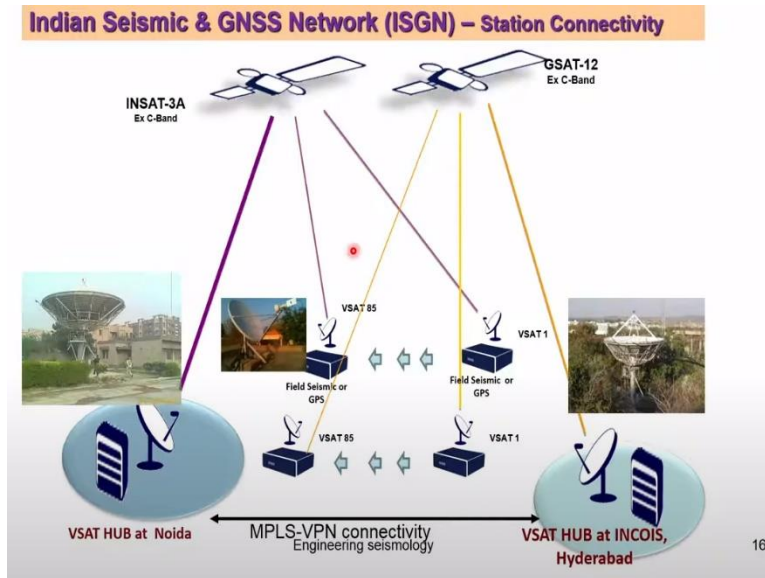 Indian Seismic & GNSS Network (ISGN) – Station Connectivity
INSAT-3A
Ex C-Band
GSAT-12
Ex C-Band
VSAT 85
VSAT 1
Field Seismic or
GPS
Field Seismic or
GPS
VSAT 85
VSAT 1
VSAT HUB at Noida
MPLS-VPN connectivity
Engineering seismology
VSAT HUB at INCOIS,
Hyderabad
16